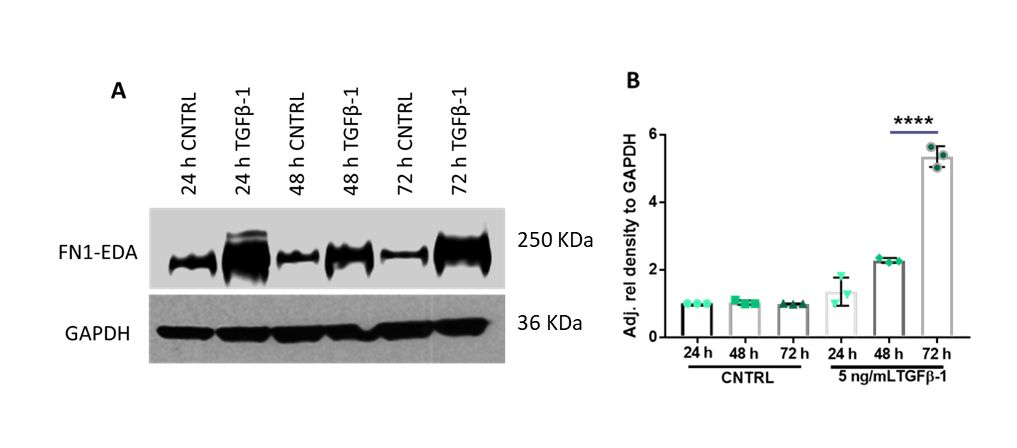 A
24 h CNTRL
24 h TGFβ-1
48 h CNTRL
48 h TGFβ-1
72 h CNTRL
72 h TGFβ-1
FN1-EDA
250 KDa
GAPDH
36 KDa
B
****
Adj. rel density to GAPDH
6
4
2
0
24 h 48 h 72 h 24 h 48 h 72 h
CNTRL 5 ng/mLTGFβ-1